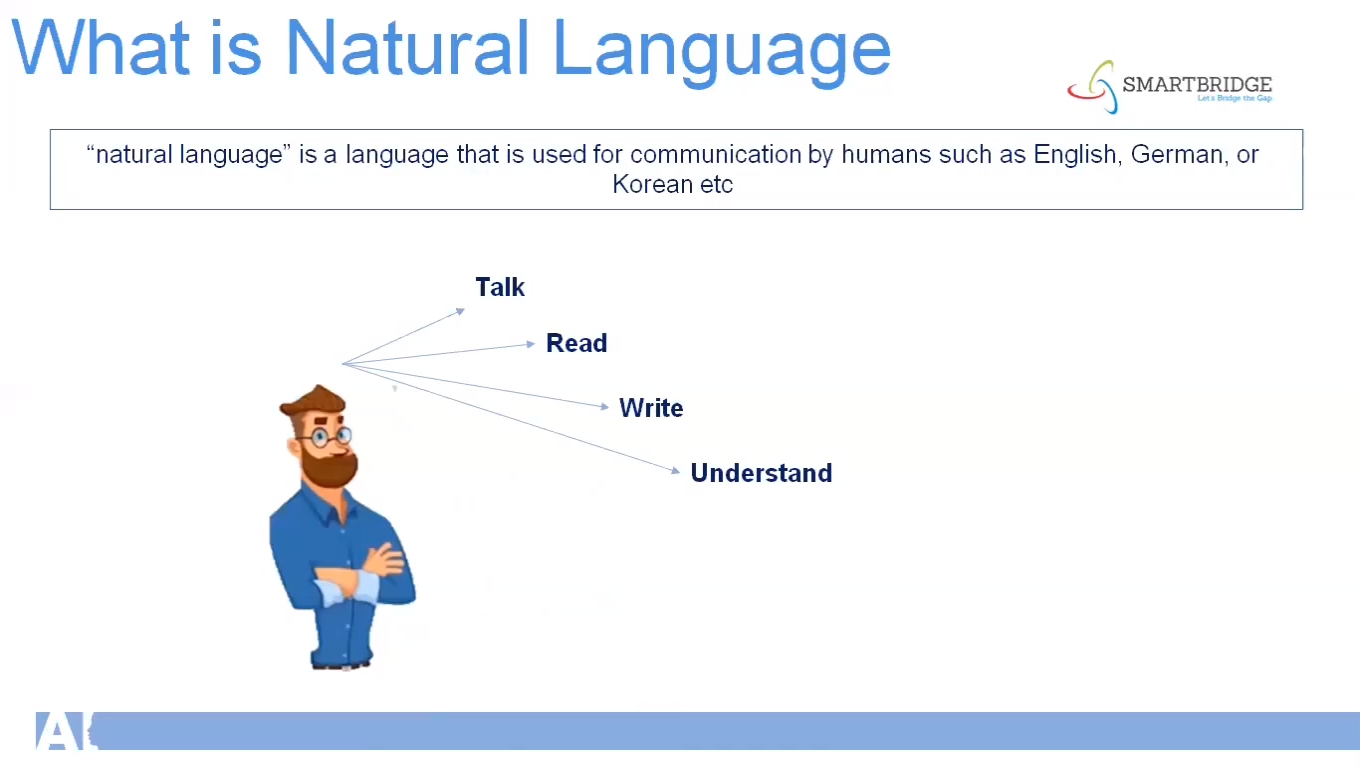 What is Natural Language
SMARTBRIDGE
Let's Bridge the Gap
“natural language” is a language that is used for communication by humans such as English, German, or
Korean etc
Talk
Read
Write
Understand
AI